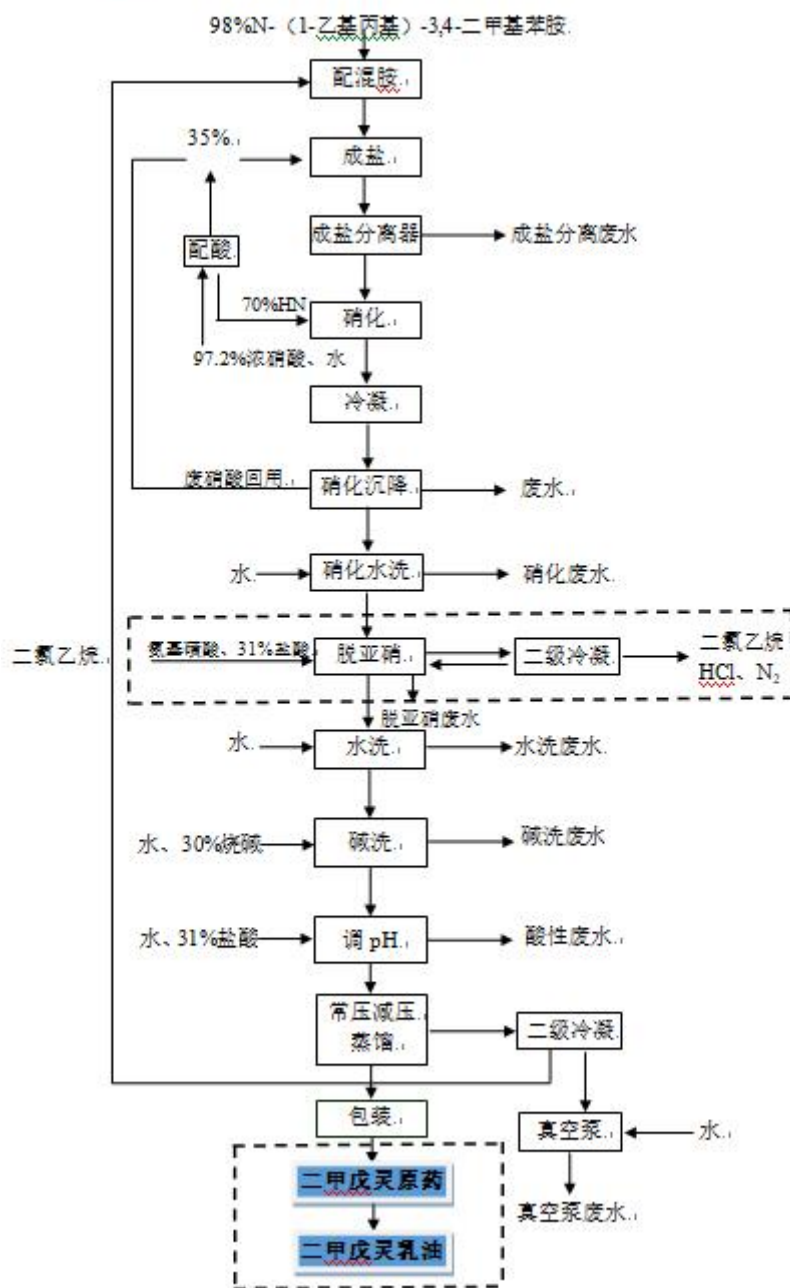 98%N-（1-乙基丙基）-3,4-二甲基苯胺
配混胺
35%
成盐
成盐分离器
成盐分离废水
配酸
70%HN
硝化
97.2%浓硝酸、水
冷凝
废硝酸回用
硝化沉降
废水
水
硝化水洗
硝化废水
二氯乙烷
氨基磺酸、31%盐酸
脱亚硝
二级冷凝
二氯乙烷
HCl、N₂
脱亚硝废水
水
水洗
水洗废水
水、30%烧碱
碱洗
碱洗废水
水、31%盐酸
调 pH
酸性废水
常压减压
蒸馏
二级冷凝
包装
真空泵
水
二甲戊灵原药
真空泵废水
二甲戊灵乳油